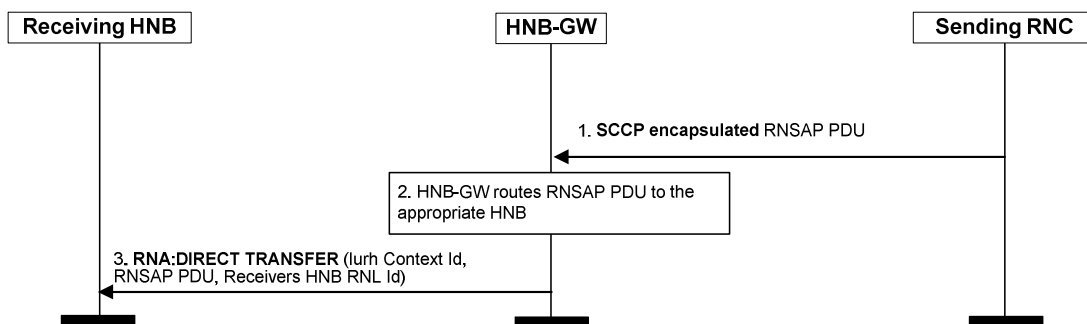 Receiving HNB
HNB-GW
Sending RNC
1. SCCP encapsulated RNSAP PDU
2. HNB-GW routes RNSAP PDU to the
appropriate HNB
3. RNA:DIRECT TRANSFER (Iurh Context Id,
RNSAP PDU, Receivers HNB RNL Id)